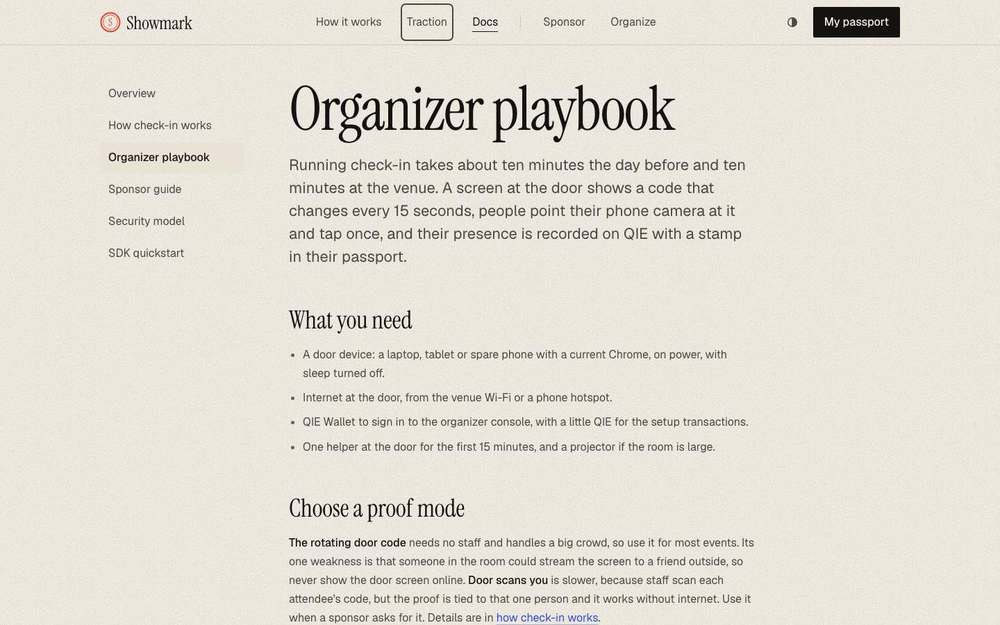 S Showmark
How it works
Traction
Docs
Sponsor
Organize
My passport
Overview
How check-in works
Organizer playbook
Sponsor guide
Security model
SDK quickstart
Organizer playbook
Running check-in takes about ten minutes the day before and ten
minutes at the venue. A screen at the door shows a code that
changes every 15 seconds, people point their phone camera at it
and tap once, and their presence is recorded on QIE with a stamp
in their passport.
What you need
• A door device: a laptop, tablet or spare phone with a current Chrome, on power, with
sleep turned off.
• Internet at the door, from the venue Wi-Fi or a phone hotspot.
• QIE Wallet to sign in to the organizer console, with a little QIE for the setup transactions.
• One helper at the door for the first 15 minutes, and a projector if the room is large.
Choose a proof mode
The rotating door code needs no staff and handles a big crowd, so use it for most events. Its
one weakness is that someone in the room could stream the screen to a friend outside, so
never show the door screen online. Door scans you is slower, because staff scan each
attendee's code, but the proof is tied to that one person and it works without internet. Use it
when a sponsor asks for it. Details are in how check-in works.